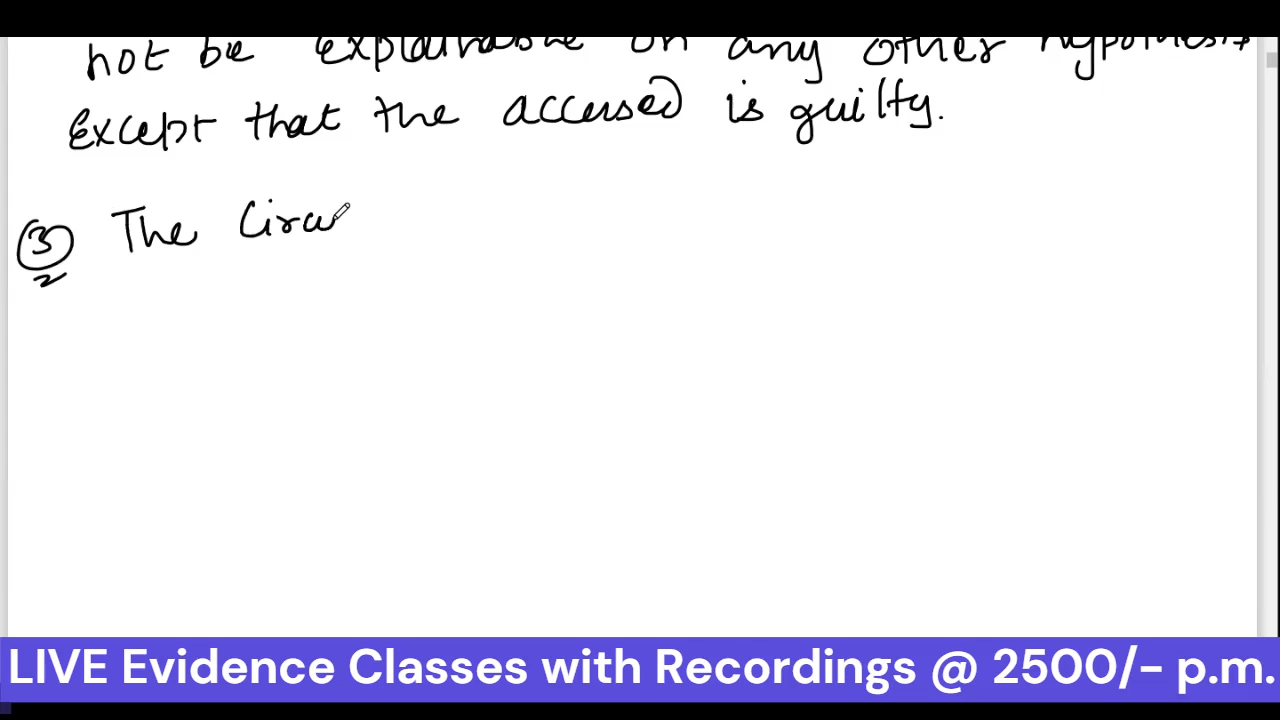 not be explainable on any other hypothesis
Except that the accused is guilty.
③ The Circu
LIVE Evidence Classes with Recordings @ 2500/- p.m.